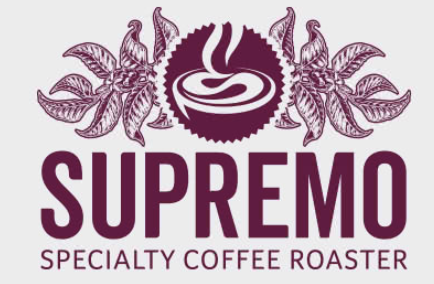 SUPREMO
SPECIALTY COFFEE ROASTER